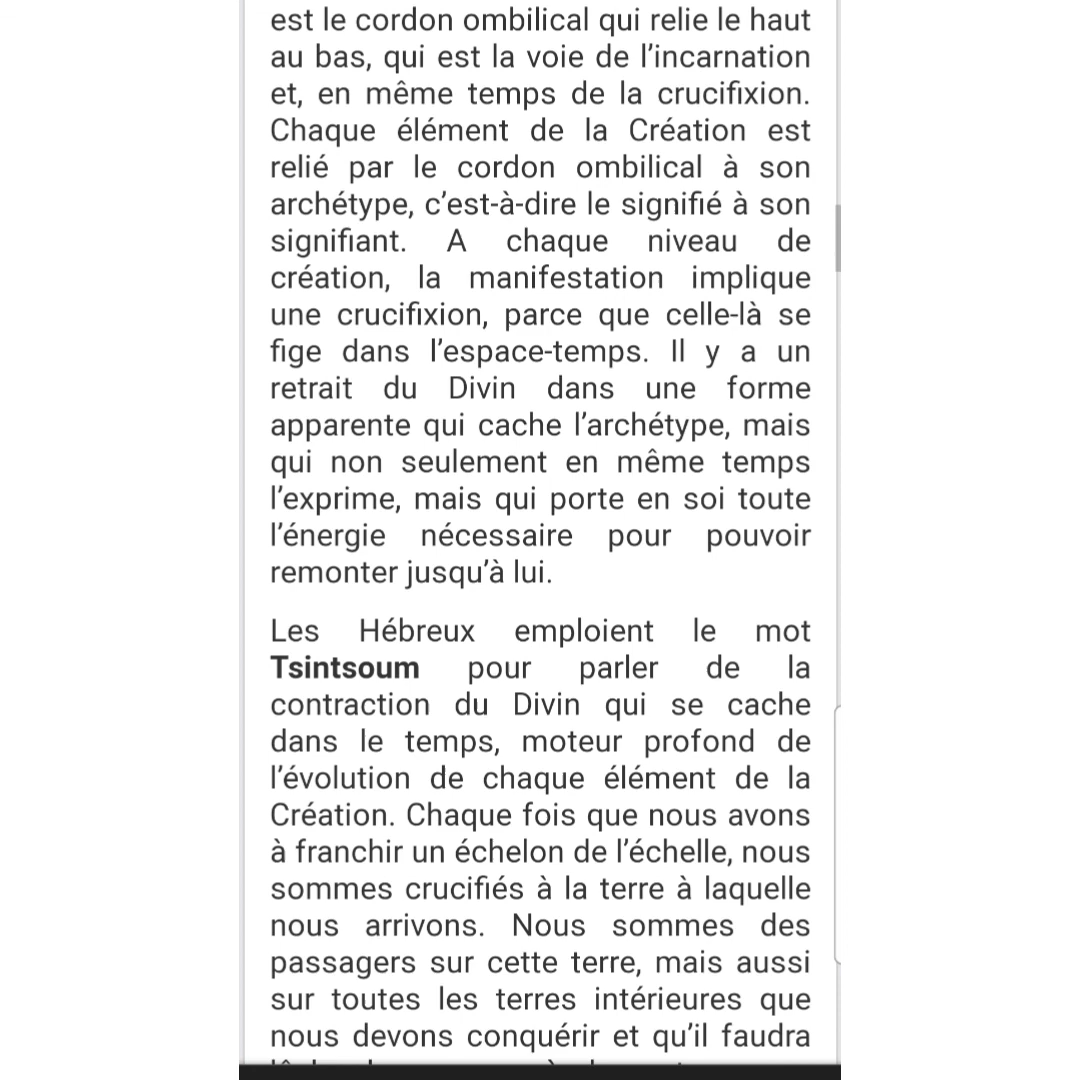 est le cordon ombilical qui relie le haut
au bas, qui est la voie de l’incarnation
et, en même temps de la crucifixion.
Chaque élément de la Création est
relié par le cordon ombilical à son
archétype, c’est-à-dire le signifié à son
signifiant. A chaque niveau de
création, la manifestation implique
une crucifixion, parce que celle-là se
fige dans l’espace-temps. Il y a un
retrait du Divin dans une forme
apparente qui cache l’archétype, mais
qui non seulement en même temps
l’exprime, mais qui porte en soi toute
l’énergie nécessaire pour pouvoir
remonter jusqu’à lui.
Les Hébreux emploient le mot
Tsintsoum pour parler de la
contraction du Divin qui se cache
dans le temps, moteur profond de
l’évolution de chaque élément de la
Création. Chaque fois que nous avons
à franchir un échelon de l’échelle, nous
sommes crucifiés à la terre à laquelle
nous arrivons. Nous sommes des
passagers sur cette terre, mais aussi
sur toutes les terres intérieures que
nous devons conquérir et qu’il faudra